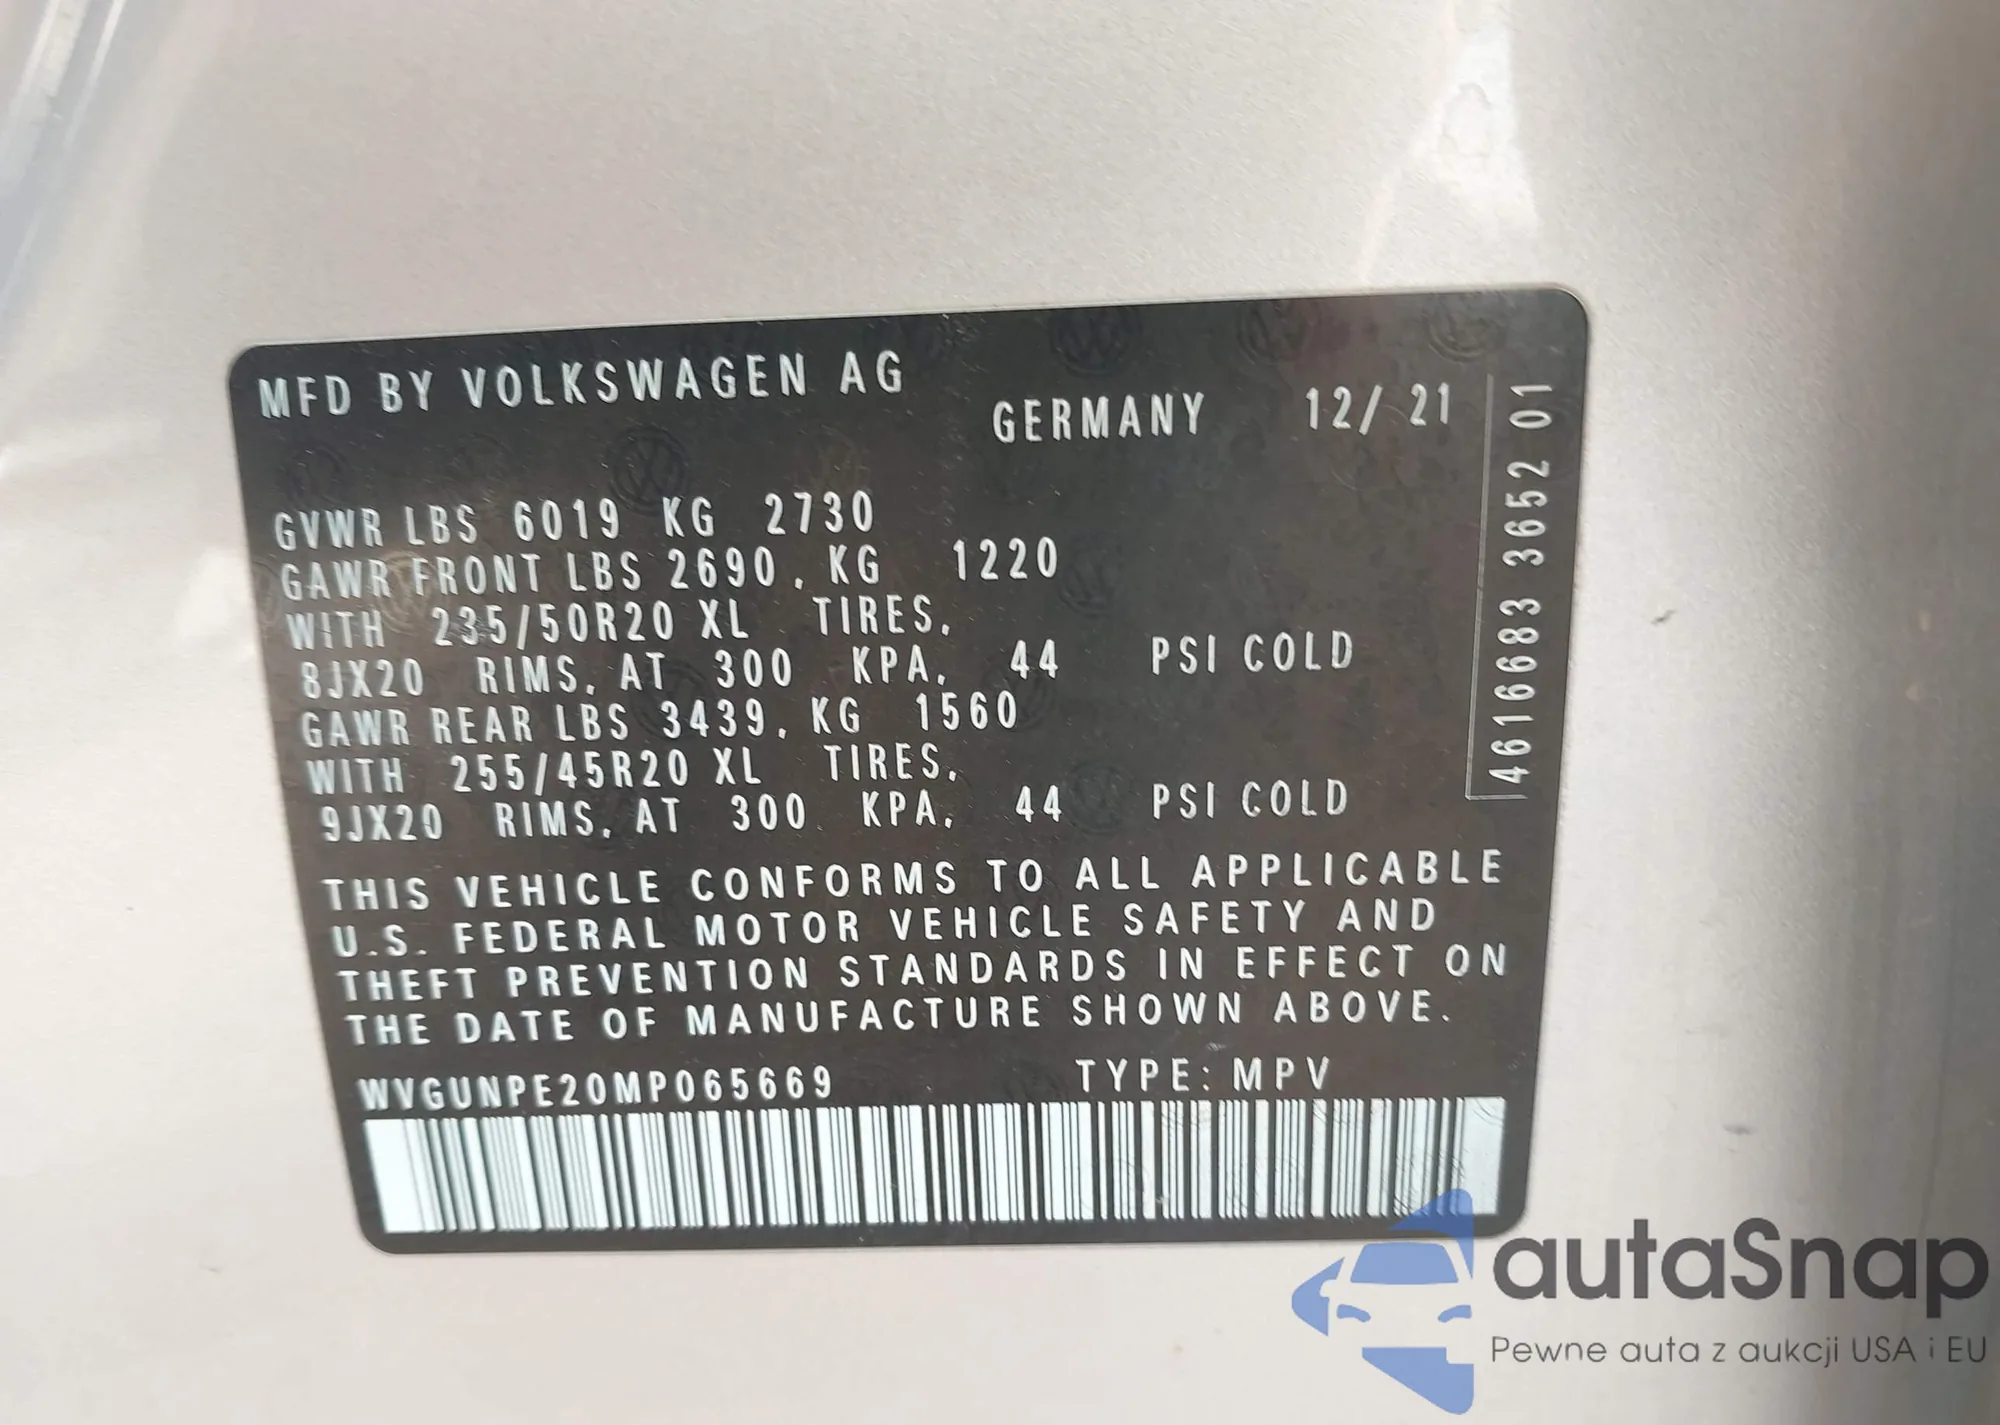 MFD BY VOLKSWAGEN AG
GERMANY 12/ 21
GVWR LBS 6019 KG 2730
GAWR FRONT LBS 2690, KG 1220
WITH 235/50R20 XL TIRES,
8JX20 RIMS, AT 300 KPA, 44 PSI COLD
GAWR REAR LBS 3439, KG 1560
WITH 255/45R20 XL TIRES,
9JX20 RIMS, AT 300 KPA, 44 PSI COLD
THIS VEHICLE CONFORMS TO ALL APPLICABLE
U.S. FEDERAL MOTOR VEHICLE SAFETY AND
THEFT PREVENTION STANDARDS IN EFFECT ON
THE DATE OF MANUFACTURE SHOWN ABOVE.
WVGUNPE20MP065669 TYPE: MPV
4616683 3652 01
autaSnap
Pewne auta z aukcji USA i EU